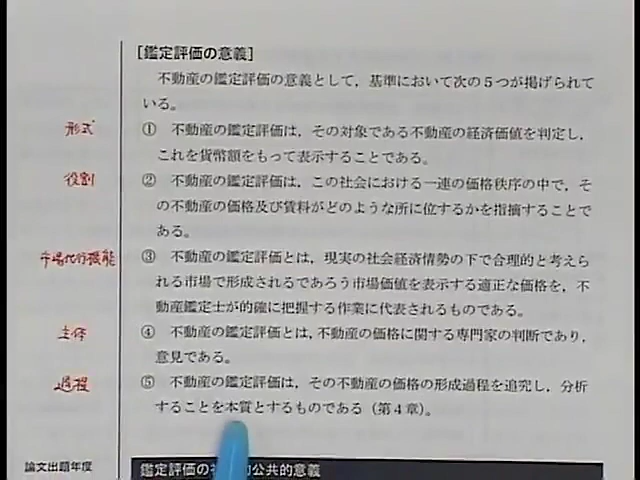 [鑑定評価の意義]
不動産の鑑定評価の意義として，基準において次の5つが掲げられて
いる。
形式 ① 不動産の鑑定評価は，その対象である不動産の経済価値を判定し，
これを貨幣額をもって表示することである。
役割 ② 不動産の鑑定評価は，この社会における一連の価格秩序の中で，そ
の不動産の価格及び賃料がどのような所に位するかを指摘することで
ある。
市場代行機能 ③ 不動産の鑑定評価とは，現実の社会経済情勢の下で合理的と考えら
れる市場で形成されるであろう市場価値を表示する適正な価格を，不
動産鑑定士が的確に把握する作業に代表されるものである。
主体 ④ 不動産の鑑定評価とは，不動産の価格に関する専門家の判断であり，
意見である。
過程 ⑤ 不動産の鑑定評価は，その不動産の価格の形成過程を追究し，分析
することを本質とするものである（第4章）。
論文出題年度 鑑定評価の 公共的意義